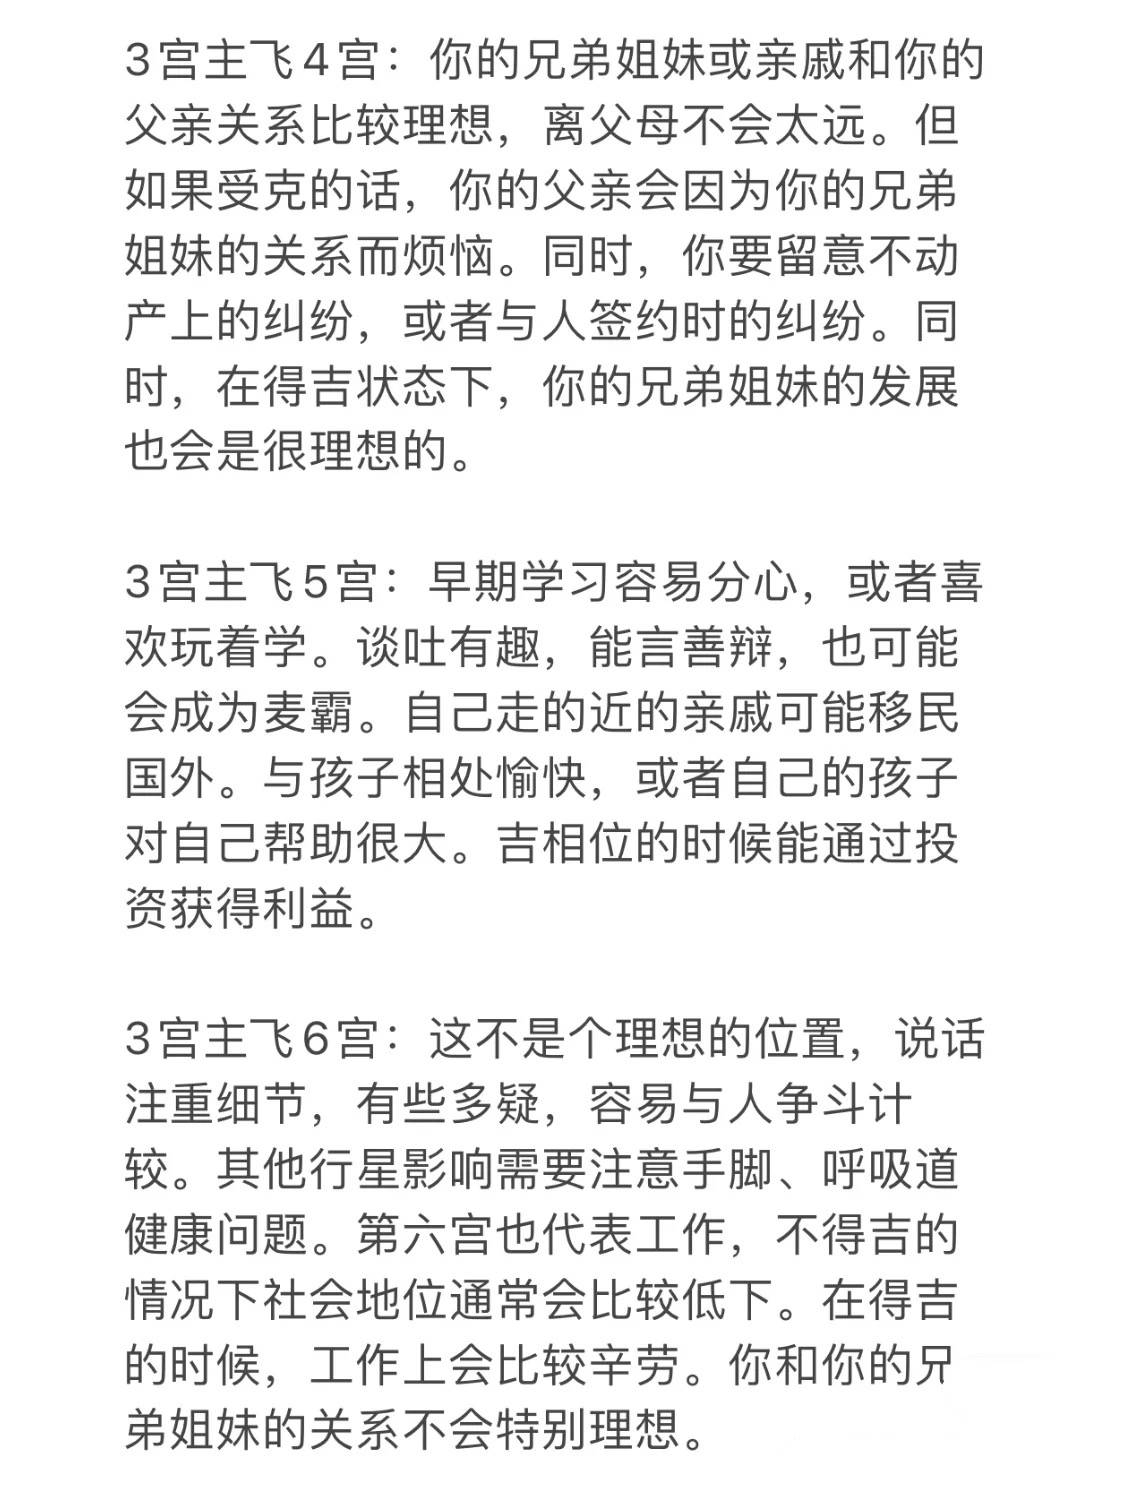 3宫主飞4宫：你的兄弟姐妹或亲戚和你的
父亲关系比较理想，离父母不会太远。但
如果受克的话，你的父亲会因为你的兄弟
姐妹的关系而烦恼。同时，你要留意不动
产上的纠纷，或者与人签约时的纠纷。同
时，在得吉状态下，你的兄弟姐妹的发展
也会是很理想的。
3宫主飞5宫：早期学习容易分心，或者喜
欢玩着学。谈吐有趣，能言善辩，也可能
会成为麦霸。自己走的近的亲戚可能移民
国外。与孩子相处愉快，或者自己的孩子
对自己帮助很大。吉相位的时候能通过投
资获得利益。
3宫主飞6宫：这不是个理想的位置，说话
注重细节，有些多疑，容易与人争斗计
较。其他行星影响需要注意手脚、呼吸道
健康问题。第六宫也代表工作，不得吉的
情况下社会地位通常会比较低下。在得吉
的时候，工作上会比较辛劳。你和你的兄
弟姐妹的关系不会特别理想。